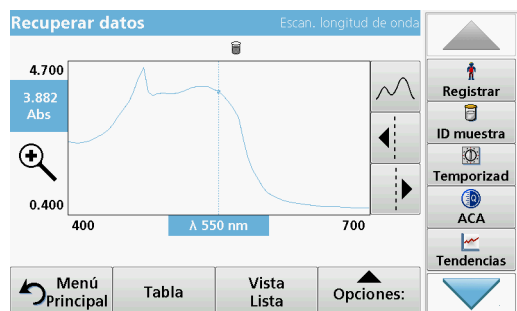 Recuperar datos
Escan. longitud de onda
4.700
3.882
Abs
0.400
400
λ 550 nm
700
Menú
Principal
Tabla
Vista
Lista
Opciones:
Registrar
ID muestra
Temporizad
ACA
Tendencias